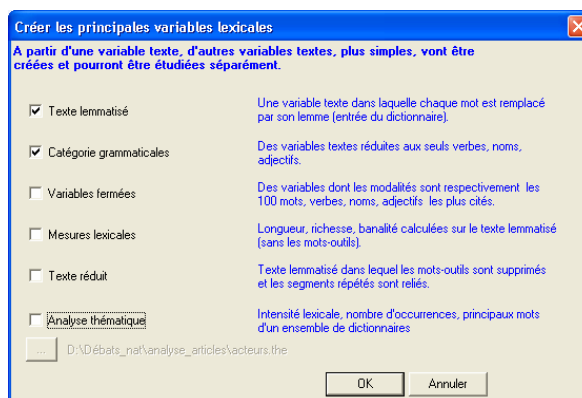 Créer les principales variables lexicales
A partir d'une variable texte, d'autres variables textes, plus simples, vont être
créées et pourront être étudiées séparément.
Texte lemmatisé
Une variable texte dans laquelle chaque mot est remplacé
par son lemme (entrée du dictionnaire).
Catégorie grammaticales
Des variables textes réduites aux seuls verbes, noms,
adjectifs.
Variables fermées
Des variables dont les modalités sont respectivement les
100 mots, verbes, noms, adjectifs les plus cités.
Mesures lexicales
Longueur, richesse, banalité calculées sur le texte lemmatisé
(sans les mots-outils).
Texte réduit
Texte lemmatisé dans lequel les mots-outils sont supprimés
et les segments répétés sont reliés.
Analyse thématique
Intensité lexicale, nombre d'occurrences, principaux mots
d'un ensemble de dictionnaires
... D:\Débats_nat\analyse_articles\acteurs.the
OK Annuler